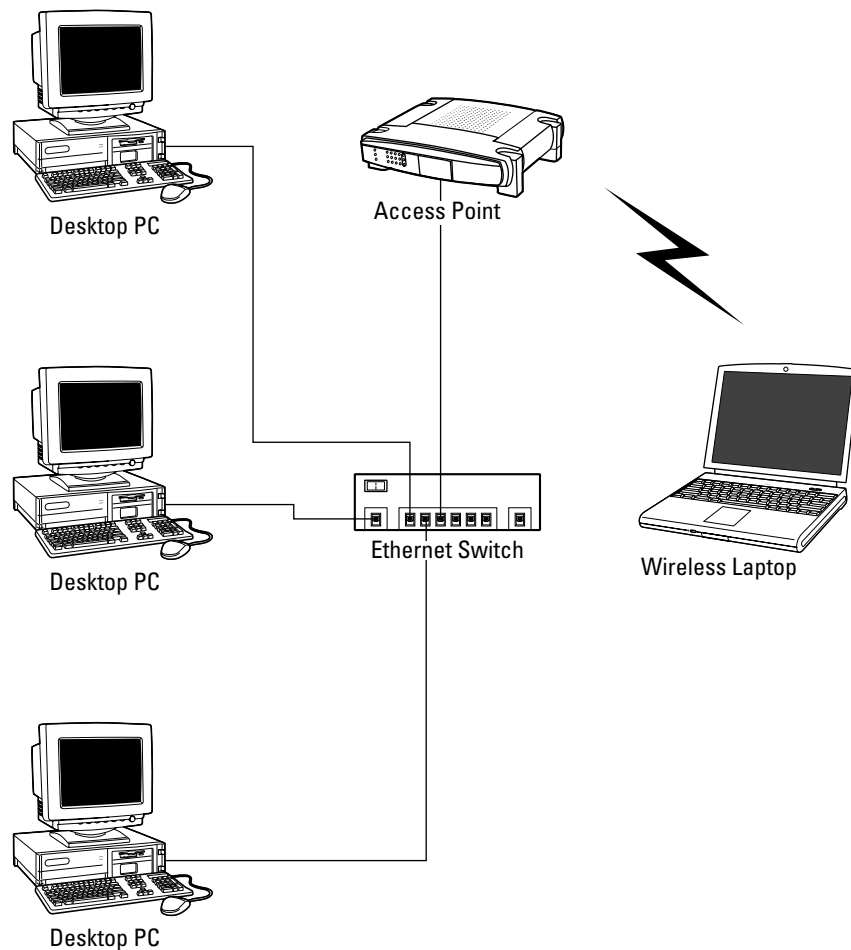 Desktop PC
Access Point
Desktop PC
Ethernet Switch
Wireless Laptop
Desktop PC